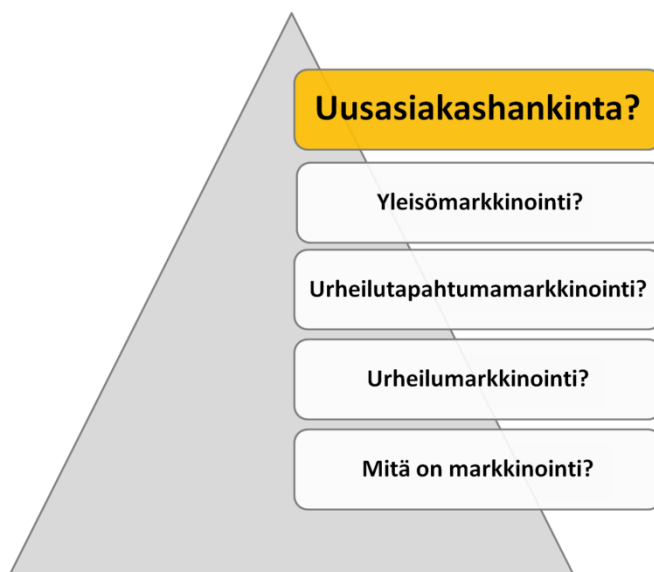 Uusasiakashankinta?
Yleisömarkkinointi?
Urheilutapahtumamarkkinointi?
Urheilumarkkinointi?
Mitä on markkinointi?